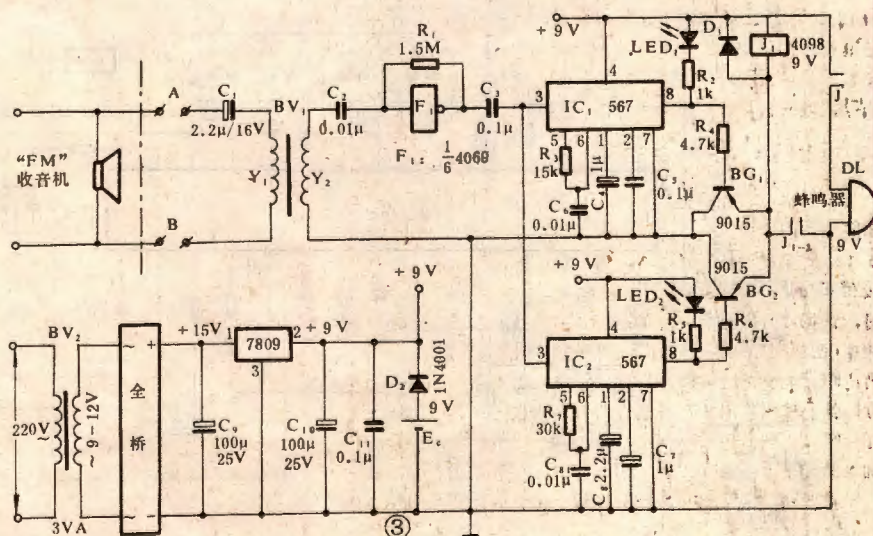 +9V
R₁
1.5M
LED₁
D₁
J₁
4098
9V
A
C₁
2.2μ/16V
BV₁
C₂
0.01μ
F₁
C₃
0.1μ
3
4
IC₁ 567
8
R₂
1k
J₁₋₁
"FM"
收音机
Y₁
Y₂
F₁: 1/6 4069
5
6
1
2
7
R₃
15k
1μ
C₄
C₅
0.1μ
R₄
4.7k
BG₁
DL
蜂鸣器
C₆
0.01μ
B
9015
J₁₋₂
9V
+9V
+9V
9015
LED₂
BG₂
BV₂
+15V
1
7809
2
+9V
3
1N4001
D₂
4
3
IC₂ 567
8
R₅
1k
R₆
4.7k
220V~
~9-12V
~
+
全桥
~
−
C₉
100μ
25V
C₁₀
100μ
25V
C₁₁
0.1μ
9V
Ec
5
6
1
2
7
R₇
30k
C₈₁
0.01μ
C₈
2.2μ
C₇
1μ
3VA
③